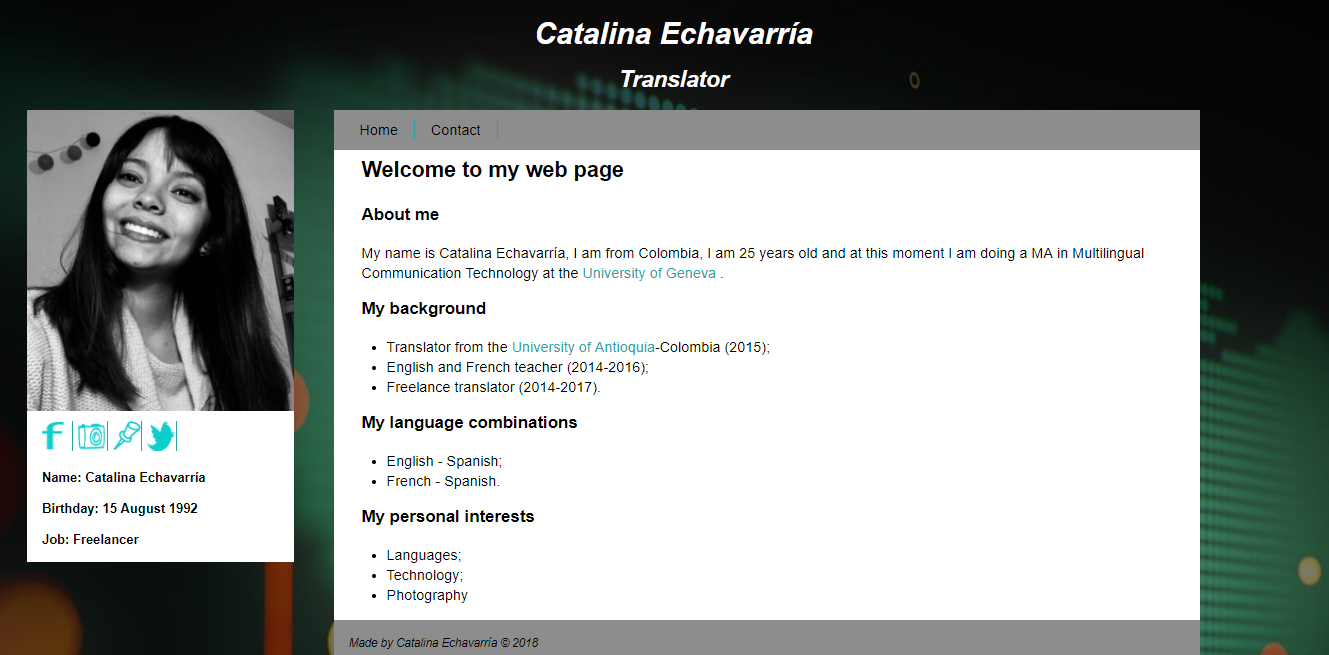 Catalina Echavarría
Translator
Home
Contact
Welcome to my web page
About me
My name is Catalina Echavarría, I am from Colombia, I am 25 years old and at this moment I am doing a MA in Multilingual
Communication Technology at the University of Geneva .
My background
Translator from the University of Antioquia-Colombia (2015);
English and French teacher (2014-2016);
Freelance translator (2014-2017).
My language combinations
English - Spanish;
French - Spanish.
My personal interests
Languages;
Technology;
Photography
Name: Catalina Echavarría
Birthday: 15 August 1992
Job: Freelancer
Made by Catalina Echavarría © 2018